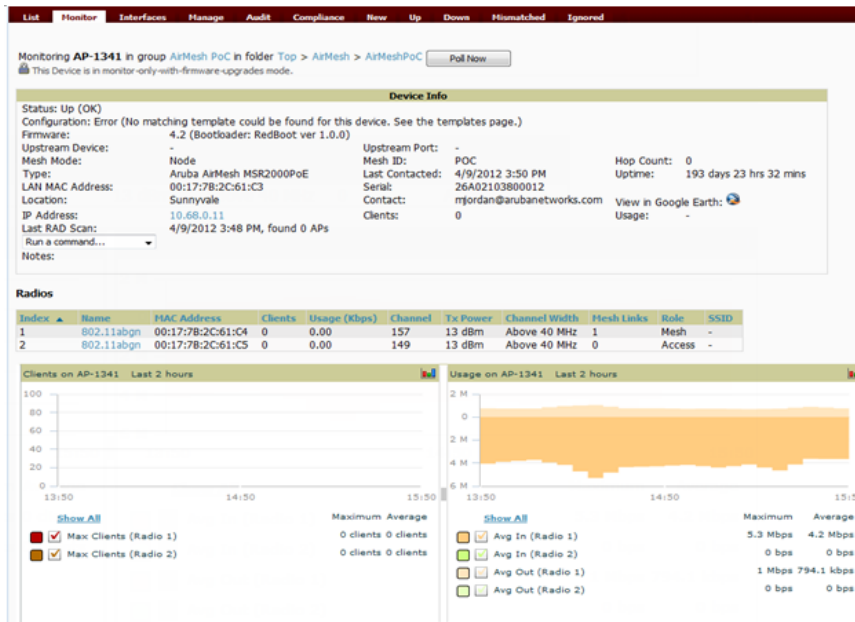 List Monitor Interfaces Manage Audit Compliance New Up Down Mismatched Ignored
Monitoring AP-1341 in group AirMesh PoC in folder Top > AirMesh > AirMeshPoC Poll Now
This Device is in monitor-only-with-firmware-upgrades mode.
Device Info
Status: Up (OK)
Configuration: Error (No matching template could be found for this device. See the templates page.)
Firmware: 4.2 (Bootloader: RedBoot ver 1.0.0)
Upstream Device: - Upstream Port: -
Mesh Mode: Node Mesh ID: POC Hop Count: 0
Type: Aruba AirMesh MSR2000PoE Last Contacted: 4/9/2012 3:50 PM Uptime: 193 days 23 hrs 32 mins
LAN MAC Address: 00:17:7B:2C:61:C3 Serial: 26A02103800012
Location: Sunnyvale Contact: mjordan@arubanetworks.com View in Google Earth:
IP Address: 10.68.0.11 Clients: 0 Usage: -
Last RAD Scan: 4/9/2012 3:48 PM, found 0 APs
Run a command...
Notes:
Radios
Index Name MAC Address Clients Usage (Kbps) Channel Tx Power Channel Width Mesh Links Role SSID
1 802.11abgn 00:17:7B:2C:61:C4 0 0.00 157 13 dBm Above 40 MHz 1 Mesh -
2 802.11abgn 00:17:7B:2C:61:C5 0 0.00 149 13 dBm Above 40 MHz 0 Access -
Clients on AP-1341 Last 2 hours
100
80
60
40
20
0
13:50 14:50 15:50
Show All Maximum Average
Max Clients (Radio 1) 0 clients 0 clients
Max Clients (Radio 2) 0 clients 0 clients
Usage on AP-1341 Last 2 hours
2 M
0
2 M
4 M
6 M
13:50 14:50 15:5
Show All Maximum Average
Avg In (Radio 1) 5.3 Mbps 4.2 Mbps
Avg In (Radio 2) 0 bps 0 bps
Avg Out (Radio 1) 1 Mbps 794.1 kbps
Avg Out (Radio 2) 0 bps 0 bps